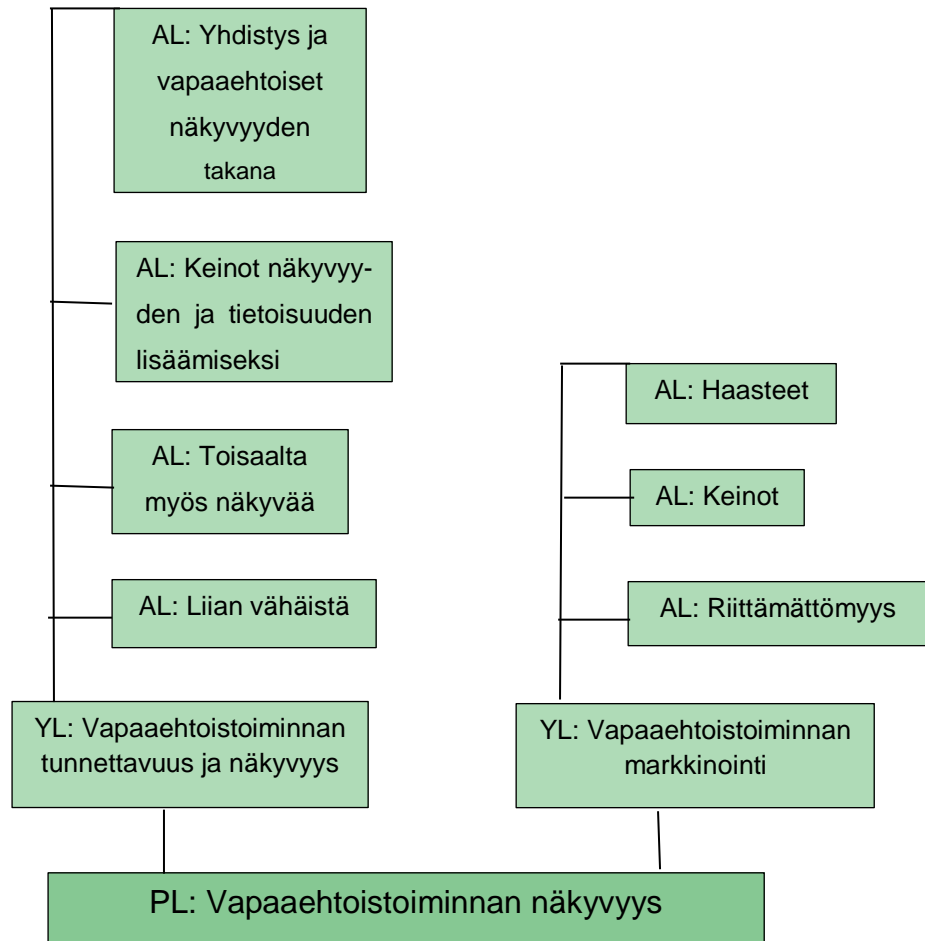 AL: Yhdistys ja
vapaaehtoiset
näkyvyyden
takana
AL: Keinot näkyvyy-
den ja tietoisuuden
lisäämiseksi
AL: Toisaalta
myös näkyvää
AL: Liian vähäistä
YL: Vapaaehtoistoiminnan
tunnettavuus ja näkyvyys
AL: Haasteet
AL: Keinot
AL: Riittämättömyys
YL: Vapaaehtoistoiminnan
markkinointi
PL: Vapaaehtoistoiminnan näkyvyys